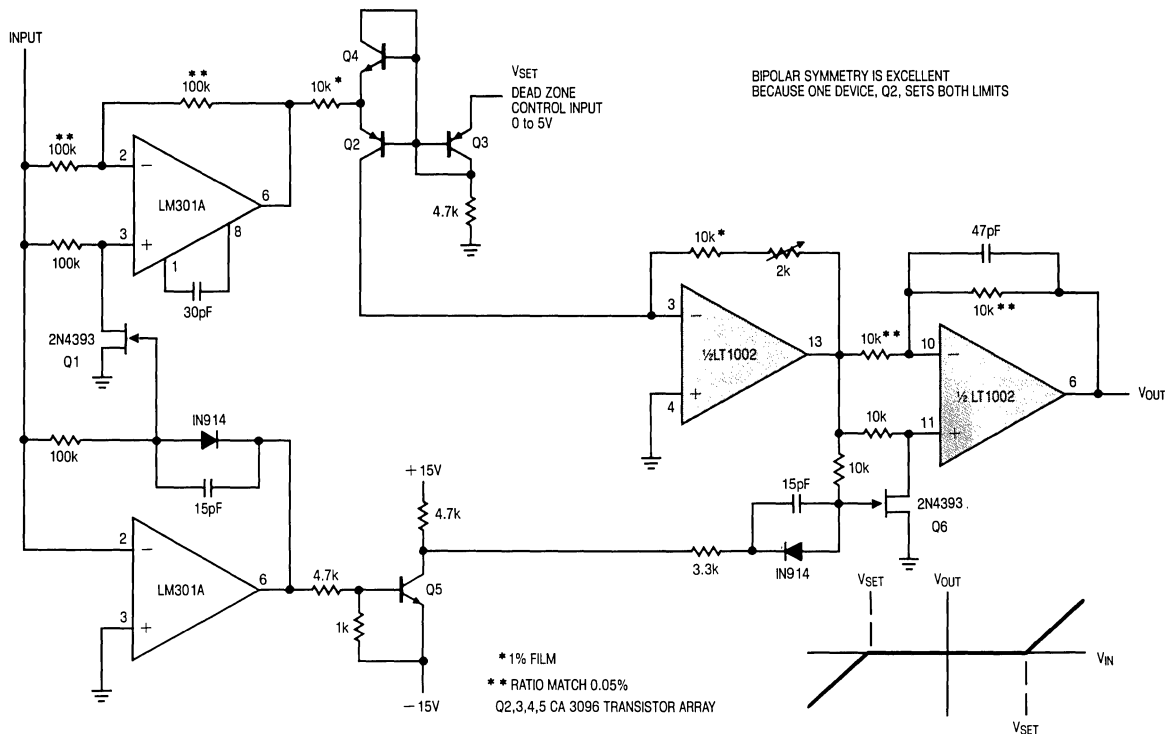 INPUT
**
100k
**
100k
2
−
LM301A
6
3
+
8
1
100k
30pF
2N4393
Q1
10k*
Q4
Q2
Q3
VSET
DEAD ZONE
CONTROL INPUT
0 to 5V
4.7k
BIPOLAR SYMMETRY IS EXCELLENT
BECAUSE ONE DEVICE, Q2, SETS BOTH LIMITS
10k*
2k
3
−
½LT1002
13
4
+
47pF
10k**
10k**
10
−
½ LT1002
6
VOUT
10k
11
+
10k
15pF
2N4393
Q6
3.3k
IN914
IN914
100k
15pF
2
−
LM301A
6
3
+
4.7k
1k
+15V
4.7k
Q5
−15V
*1% FILM
** RATIO MATCH 0.05%
Q2,3,4,5 CA 3096 TRANSISTOR ARRAY
VSET
VOUT
VIN
VSET